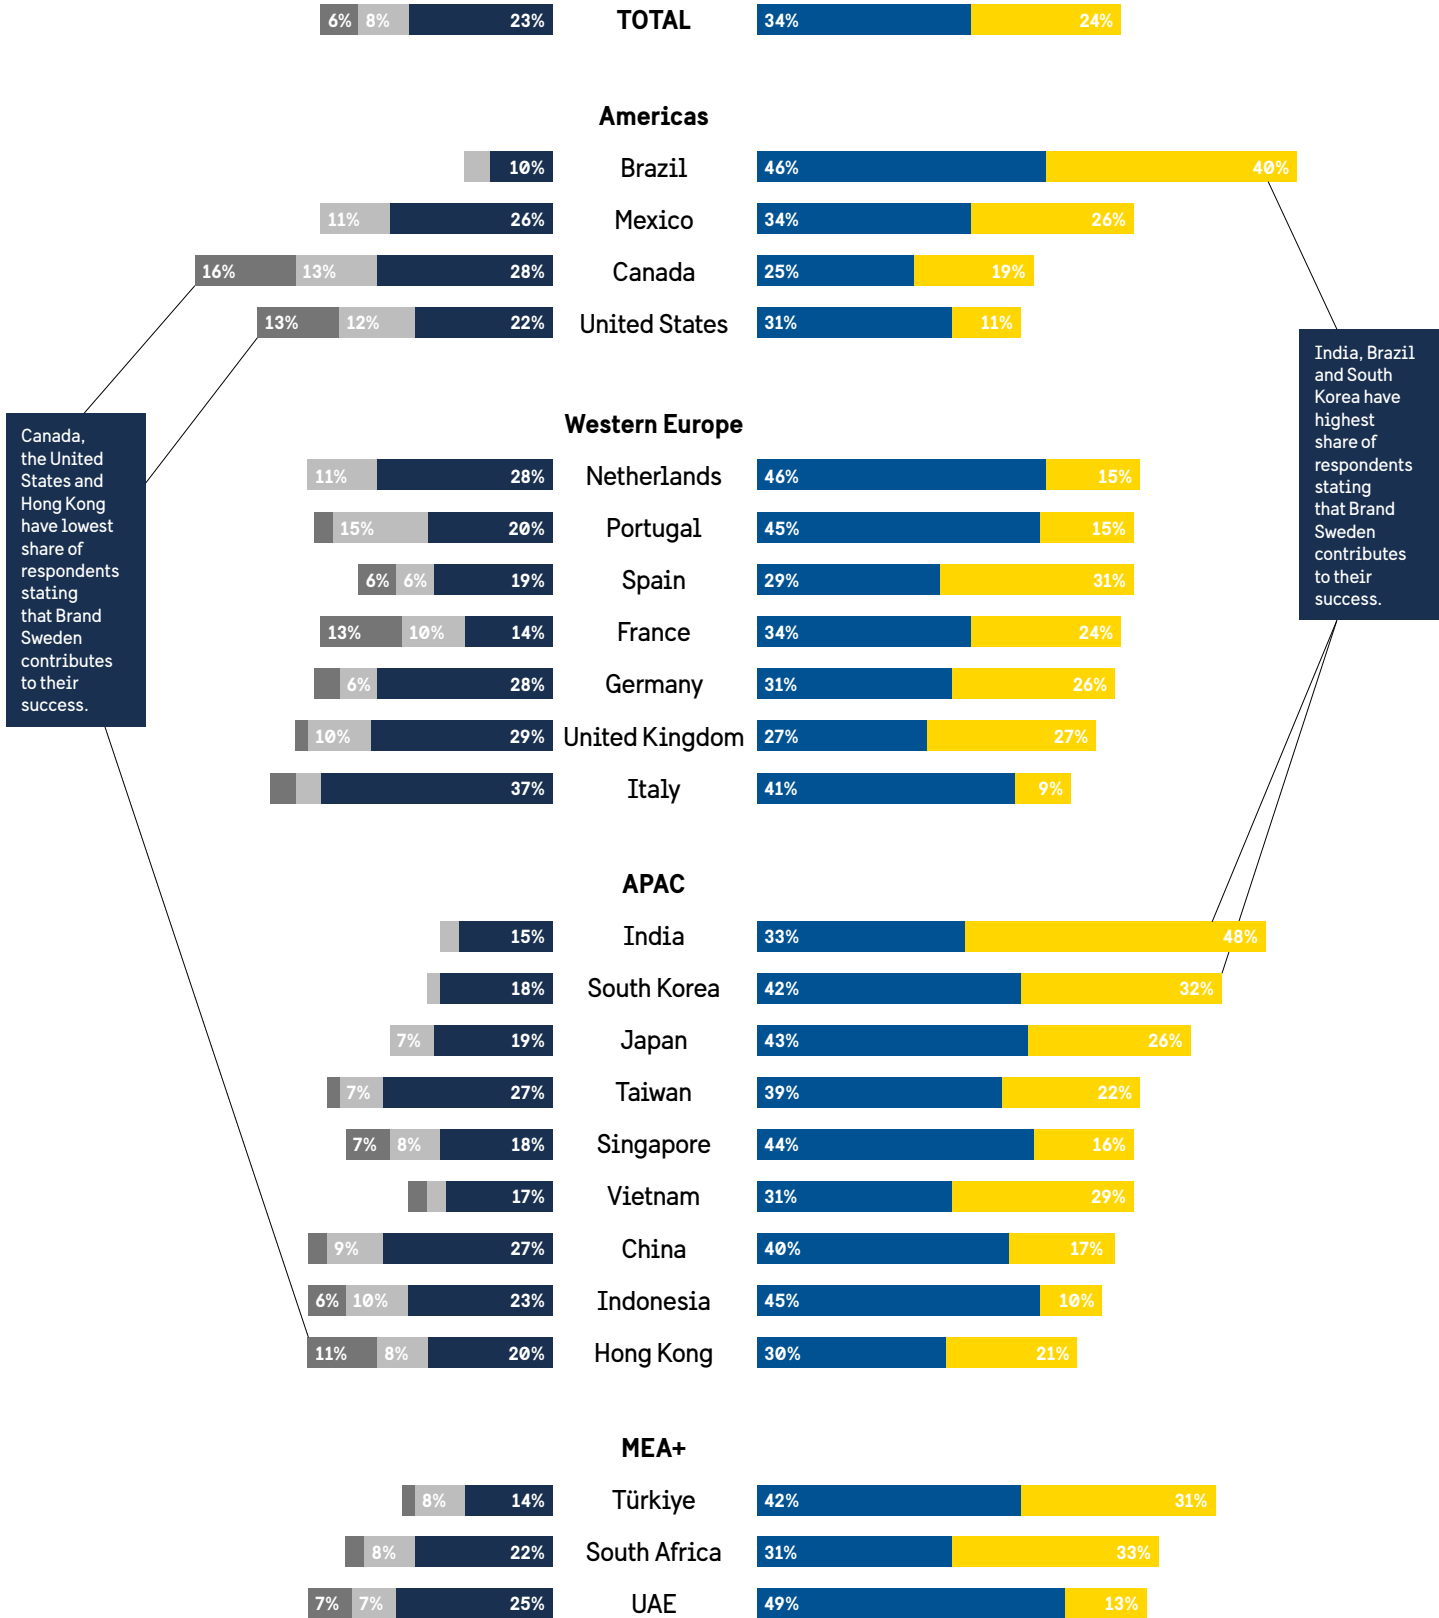 6% 8% 23% TOTAL 34% 24%
Americas
10% Brazil 46% 40%
11% 26% Mexico 34% 26%
16% 13% 28% Canada 25% 19%
13% 12% 22% United States 31% 11%
India, Brazil
and South
Korea have
highest
share of
respondents
stating
that Brand
Sweden
contributes
to their
success.
Canada,
the United
States and
Hong Kong
have lowest
share of
respondents
stating
that Brand
Sweden
contributes
to their
success.
Western Europe
11% 28% Netherlands 46% 15%
15% 20% Portugal 45% 15%
6% 6% 19% Spain 29% 31%
13% 10% 14% France 34% 24%
6% 28% Germany 31% 26%
10% 29% United Kingdom 27% 27%
37% Italy 41% 9%
APAC
15% India 33% 48%
18% South Korea 42% 32%
7% 19% Japan 43% 26%
7% 27% Taiwan 39% 22%
7% 8% 18% Singapore 44% 16%
17% Vietnam 31% 29%
9% 27% China 40% 17%
6% 10% 23% Indonesia 45% 10%
11% 8% 20% Hong Kong 30% 21%
MEA+
8% 14% Türkiye 42% 31%
8% 22% South Africa 31% 33%
7% 7% 25% UAE 49% 13%